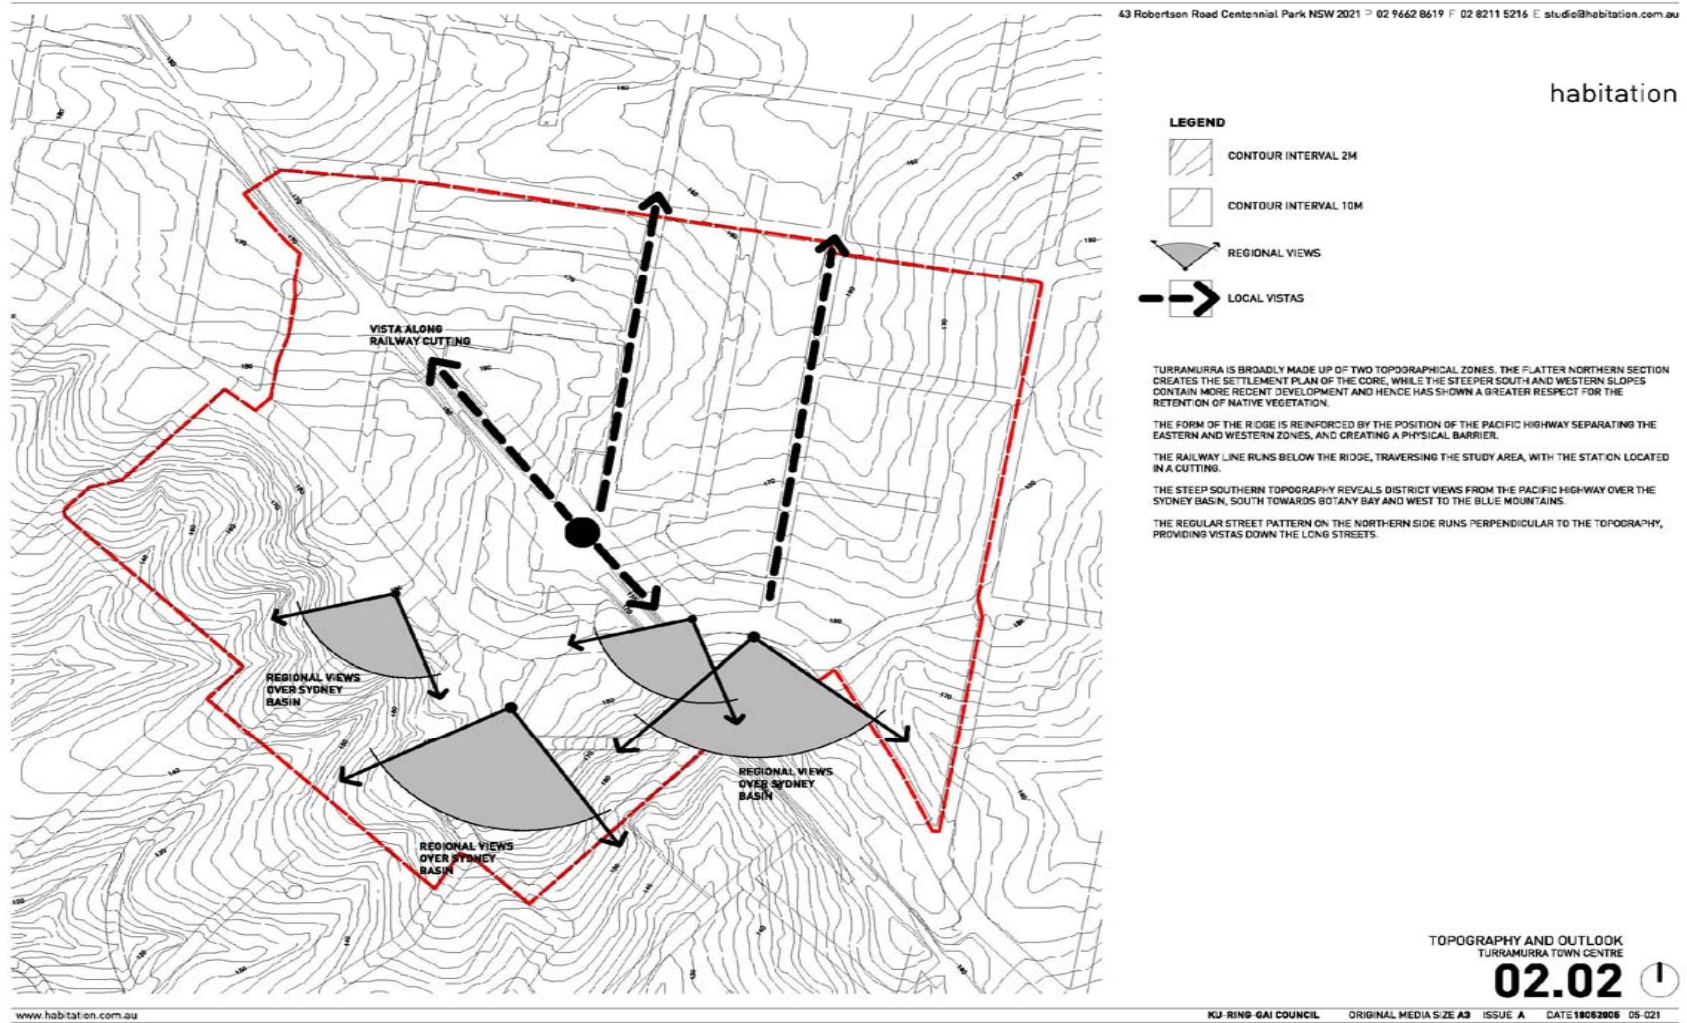 43 Robertson Road Centennial Park NSW 2021 P 02 9662 8619 F 02 8211 5216 E studio@habitation.com.au
habitation
LEGEND
CONTOUR INTERVAL 2M
CONTOUR INTERVAL 10M
REGIONAL VIEWS
LOCAL VISTAS
TURRAMURRA IS BROADLY MADE UP OF TWO TOPOGRAPHICAL ZONES. THE FLATTER NORTHERN SECTION
CREATES THE SETTLEMENT PLAN OF THE CORE, WHILE THE STEEPER SOUTH AND WESTERN SLOPES
CONTAIN MORE RECENT DEVELOPMENT AND HENCE HAS SHOWN A GREATER RESPECT FOR THE
RETENTION OF NATIVE VEGETATION.
THE FORM OF THE RIDGE IS REINFORCED BY THE POSITION OF THE PACIFIC HIGHWAY SEPARATING THE
EASTERN AND WESTERN ZONES, AND CREATING A PHYSICAL BARRIER.
THE RAILWAY LINE RUNS BELOW THE RIDGE, TRAVERSING THE STUDY AREA, WITH THE STATION LOCATED
IN A CUTTING.
THE STEEP SOUTHERN TOPOGRAPHY REVEALS DISTRICT VIEWS FROM THE PACIFIC HIGHWAY OVER THE
SYDNEY BASIN, SOUTH TOWARDS BOTANY BAY AND WEST TO THE BLUE MOUNTAINS.
THE REGULAR STREET PATTERN ON THE NORTHERN SIDE RUNS PERPENDICULAR TO THE TOPOGRAPHY,
PROVIDING VISTAS DOWN THE LONG STREETS.
VISTA ALONG
RAILWAY CUTTING
REGIONAL VIEWS
OVER SYDNEY
BASIN
REGIONAL VIEWS
OVER SYDNEY
BASIN
REGIONAL VIEWS
OVER SYDNEY
BASIN
TOPOGRAPHY AND OUTLOOK
TURRAMURRA TOWN CENTRE
02.02
www.habitation.com.au
KU-RING-GAI COUNCIL ORIGINAL MEDIA SIZE A3 ISSUE A DATE 18052005 05-021